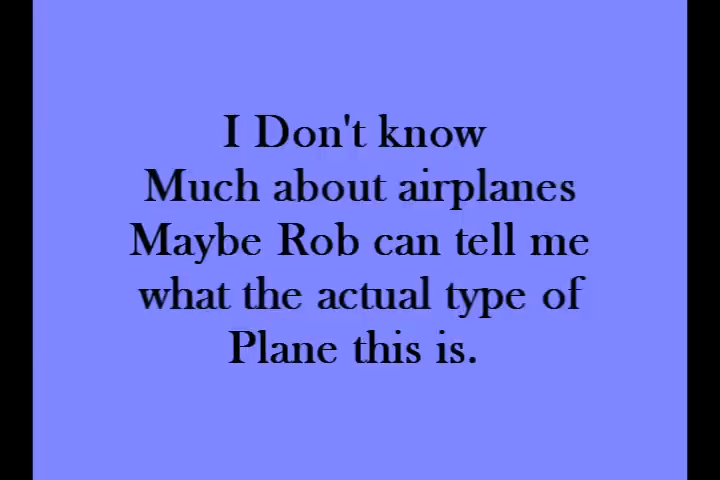 I Don't know
Much about airplanes
Maybe Rob can tell me
what the actual type of
Plane this is.